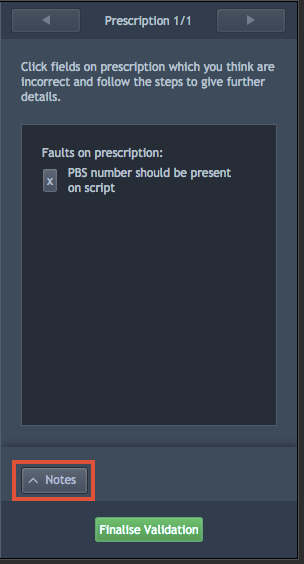 Prescription 1/1
Click fields on prescription which you think are
incorrect and follow the steps to give further
details.
Faults on prescription:
x PBS number should be present
on script
Notes
Finalise Validation